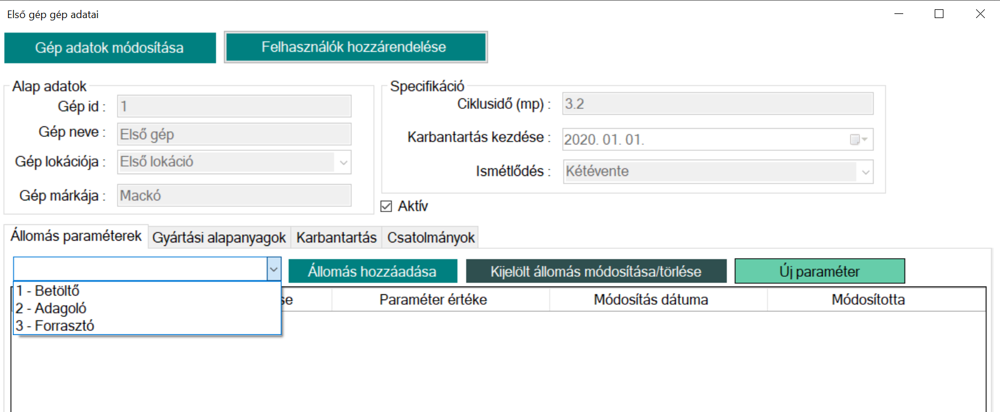 Első gép gép adatai
Gép adatok módosítása
Felhasználók hozzárendelése
Alap adatok
Gép id :
1
Gép neve :
Első gép
Gép lokációja :
Első lokáció
Gép márkája :
Mackó
Specifikáció
Ciklusidő (mp) :
3.2
Karbantartás kezdése :
2020. 01. 01.
Ismétlődés :
Kétévente
Aktív
Állomás paraméterek
Gyártási alapanyagok
Karbantartás
Csatolmányok
Állomás hozzáadása
Kijelölt állomás módosítása/törlése
Új paraméter
1 - Betöltő
2 - Adagoló
3 - Forrasztó
Paraméter értéke
Módosítás dátuma
Módosította